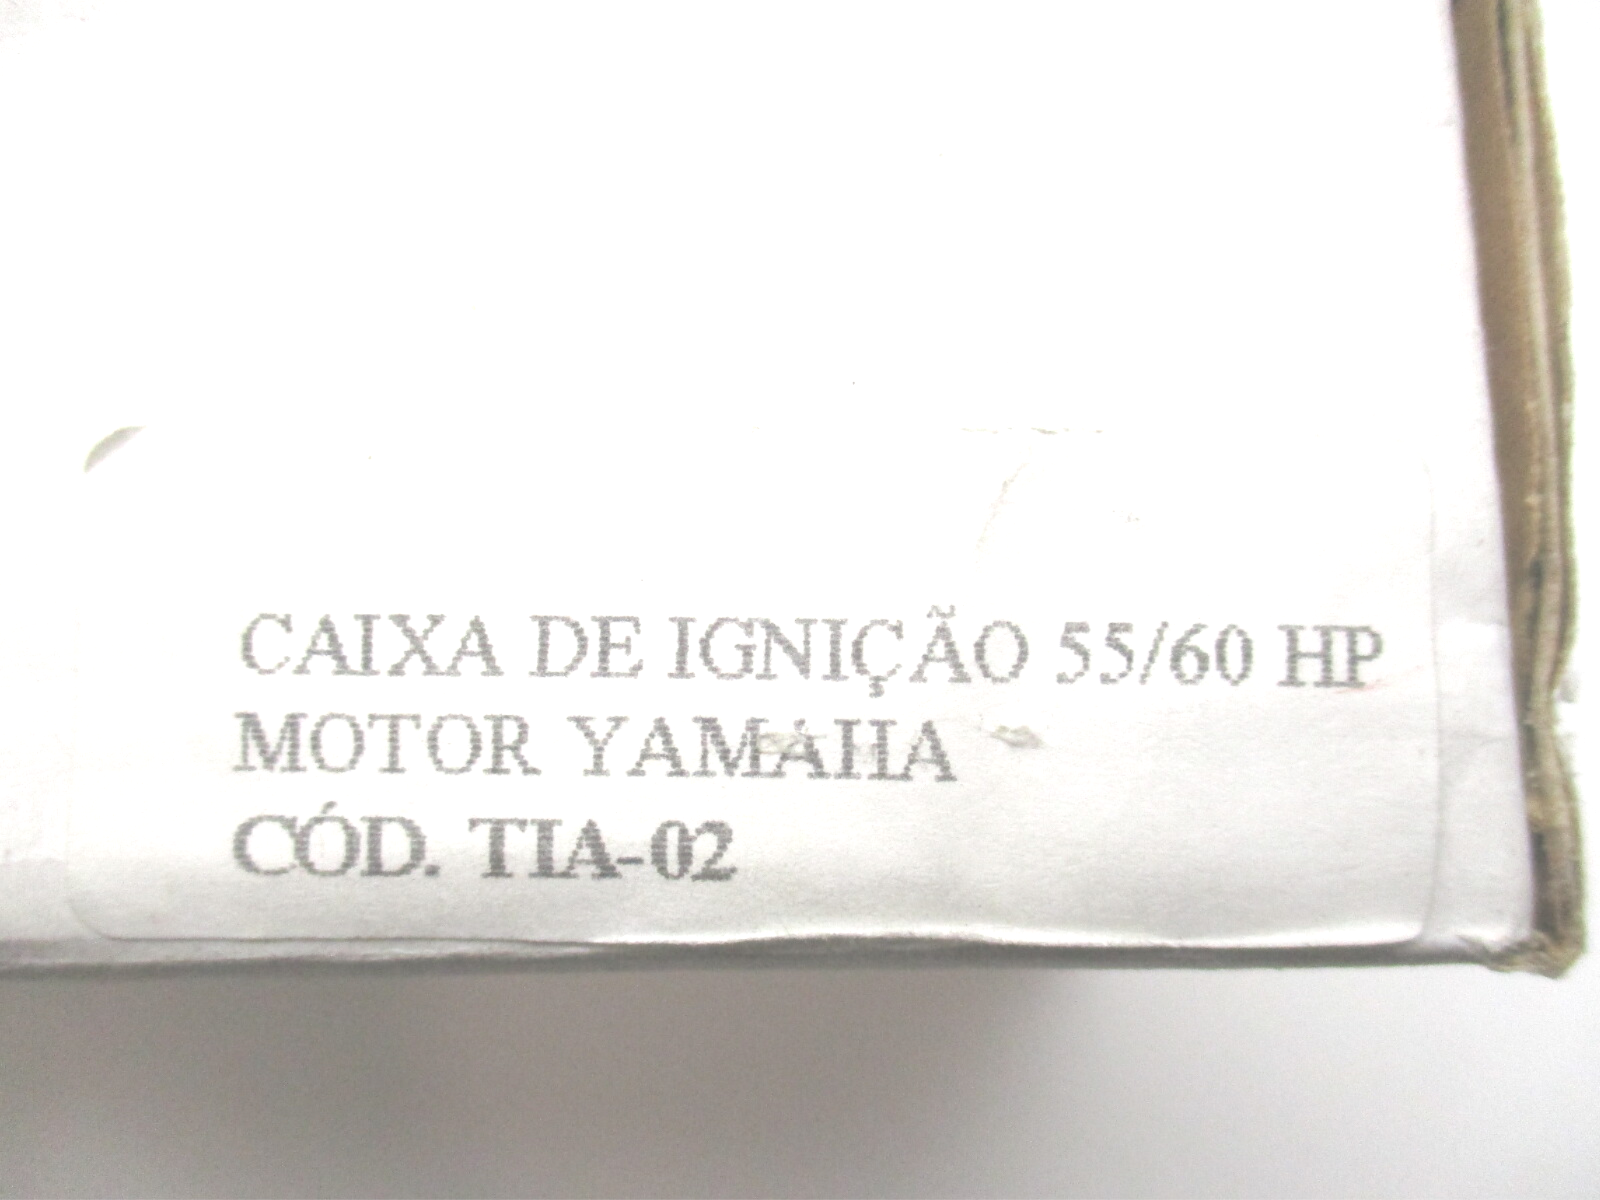 CAIXA DE IGNIÇÃO 55/60 HP
MOTOR YAMAHA
CÓD. TIA-02